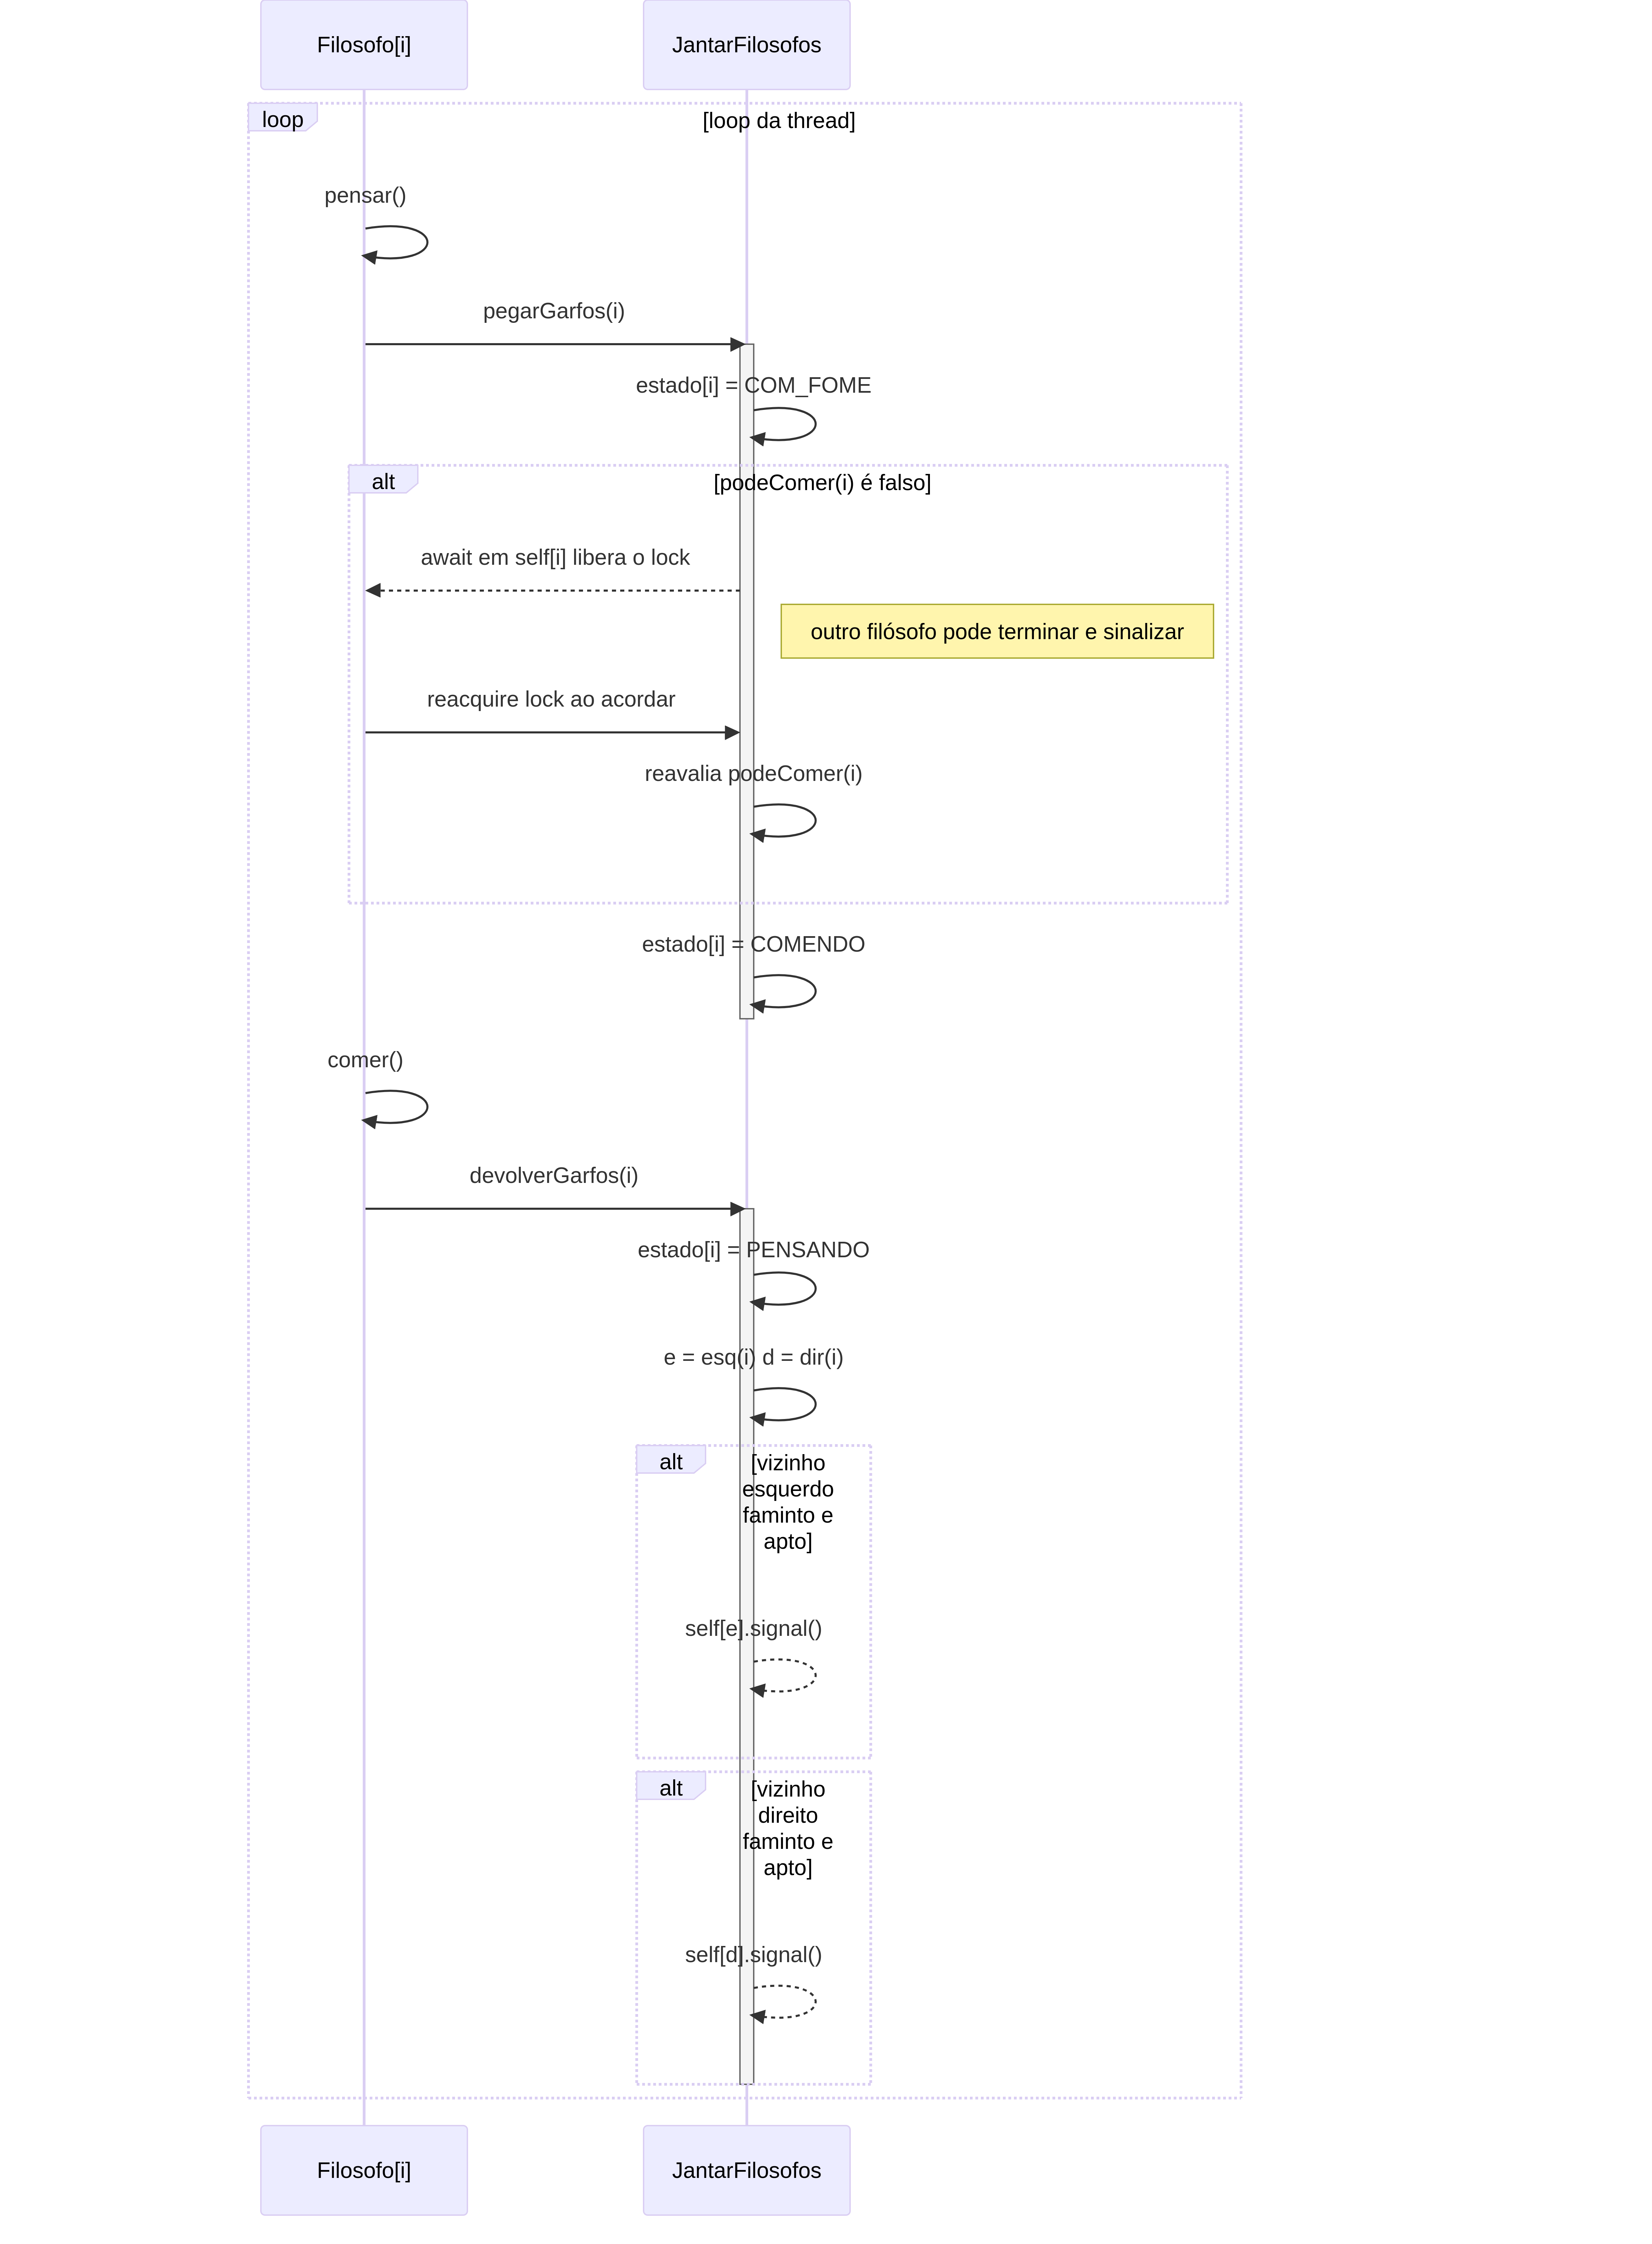 Filosofo[i]
JantarFilosofos
loop
[loop da thread]
pensar()
pegarGarfos(i)
estado[i] = COM_FOME
alt
[podeComer(i) é falso]
await em self[i] libera o lock
outro filósofo pode terminar e sinalizar
reacquire lock ao acordar
reavalia podeComer(i)
estado[i] = COMENDO
comer()
devolverGarfos(i)
estado[i] = PENSANDO
e = esq(i) d = dir(i)
alt
[vizinho
esquerdo
faminto e
apto]
self[e].signal()
alt
[vizinho
direito
faminto e
apto]
self[d].signal()
Filosofo[i]
JantarFilosofos